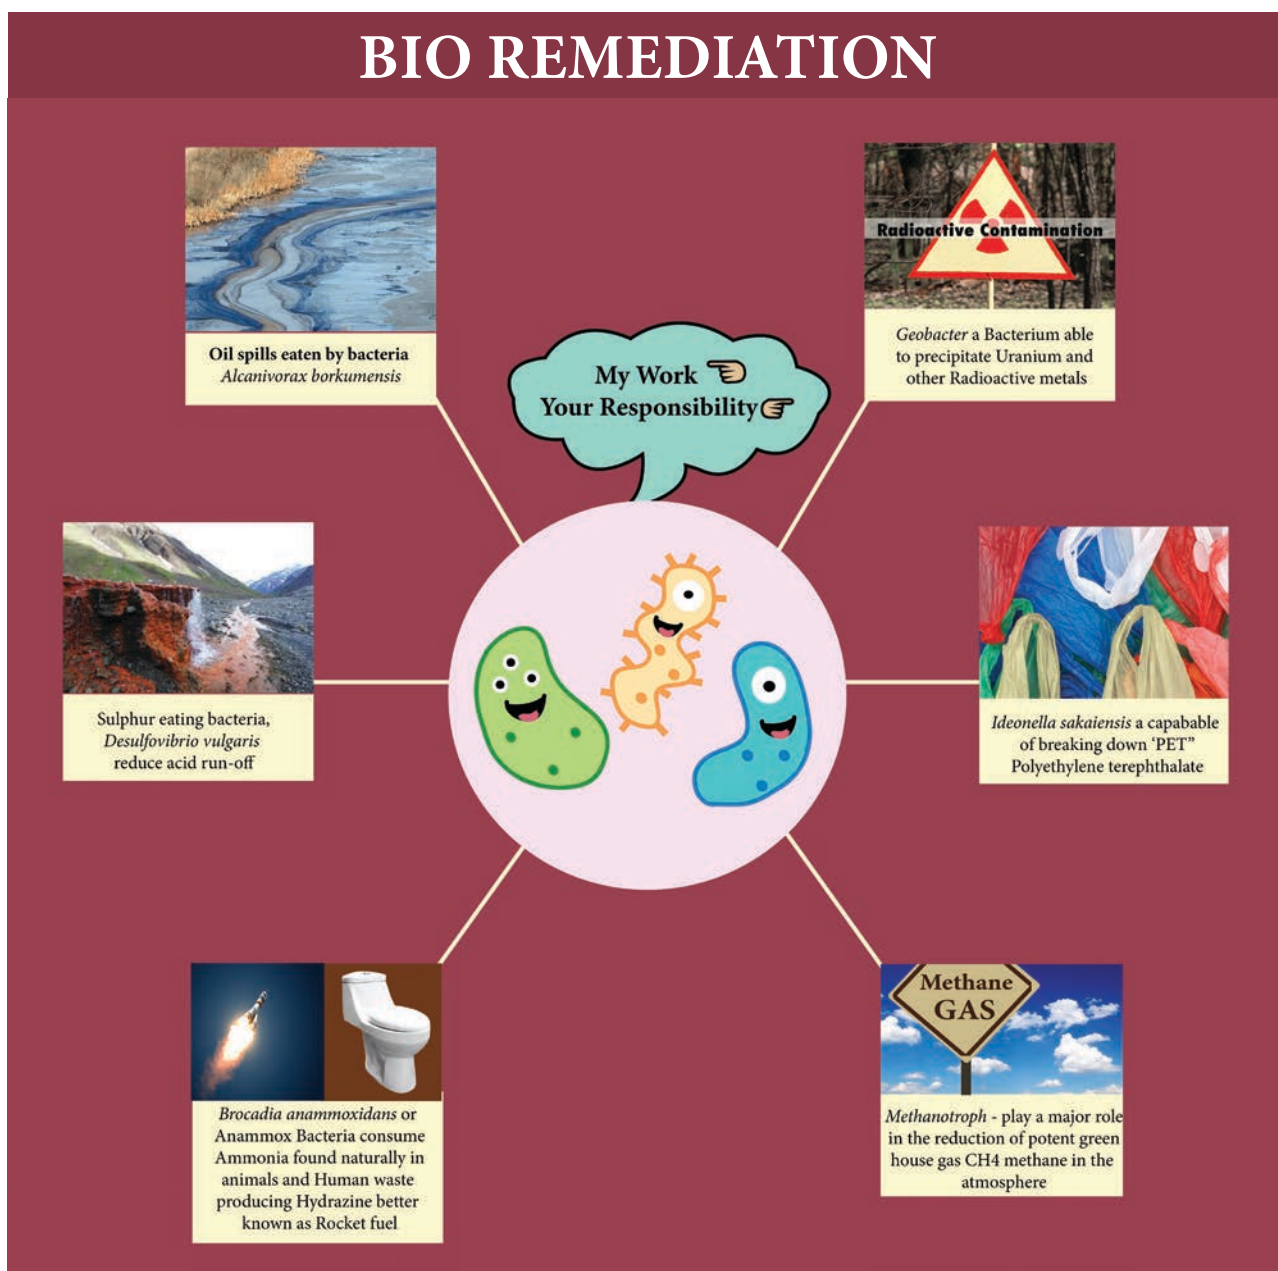 BIO REMEDIATION
Oil spills eaten by bacteria
Alcanivorax borkumensis
Radioactive Contamination
Geobacter a Bacterium able
to precipitate Uranium and
other Radioactive metals
My Work
Your Responsibility
Sulphur eating bacteria,
Desulfovibrio vulgaris
reduce acid run-off
Ideonella sakaiensis a capabable
of breaking down ‘PET”
Polyethylene terephthalate
Brocadia anammoxidans or
Anammox Bacteria consume
Ammonia found naturally in
animals and Human waste
producing Hydrazine better
known as Rocket fuel
Methane
GAS
Methanotroph - play a major role
in the reduction of potent green
house gas CH4 methane in the
atmosphere